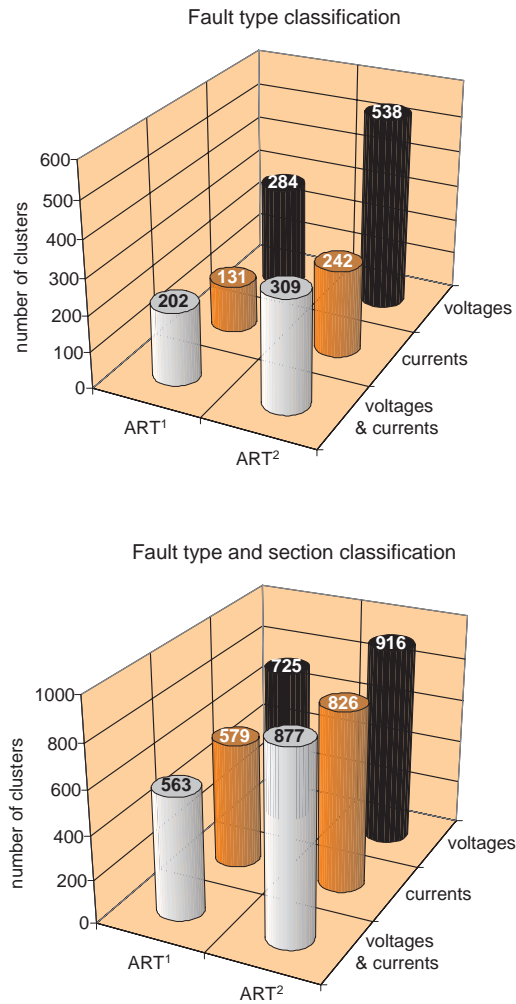 Fault type classification
number of clusters
600
500
400
300
200
100
0
538
284
242
131
309
202
voltages
currents
voltages
& currents
ART¹
ART²
Fault type and section classification
number of clusters
1000
800
600
400
200
0
916
725
826
579
877
563
voltages
currents
voltages
& currents
ART¹
ART²